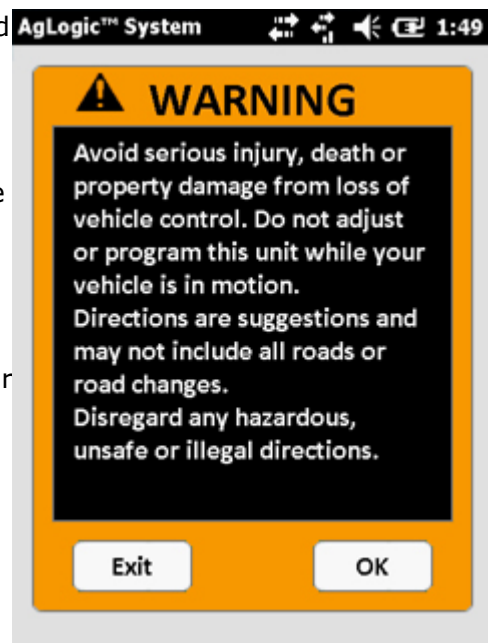 AgLogic™ System 1:49
WARNING
Avoid serious injury, death or
property damage from loss of
vehicle control. Do not adjust
or program this unit while your
vehicle is in motion.
Directions are suggestions and
may not include all roads or
road changes.
Disregard any hazardous,
unsafe or illegal directions.
Exit OK